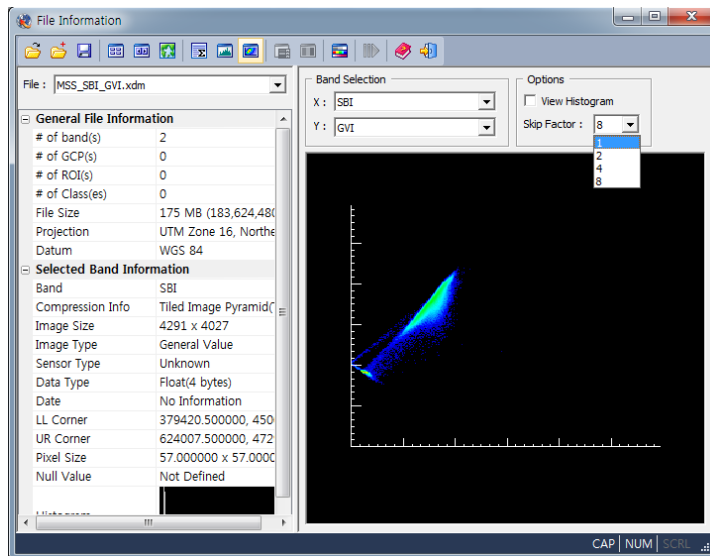 File Information
File : MSS_SBI_GVI.xdm
General File Informa
# of band(s) 2
# of GCP(s) 0
# of ROI(s) 0
# of Class(es) 0
File Size 175 MB (183,624,480
Projection UTM Zone 16, Northe
Datum WGS 84
Selected Band Information
Band SBI
Compression Info Tiled Image Pyramid(
Image Size 4291 x 4027
Image Type General Value
Sensor Type Unknown
Data Type Float(4 bytes)
Date No Information
LL Corner 379420.500000, 450
UR Corner 624007.500000, 472
Pixel Size 57.000000 x 57.000
Null Value Not Defined
Band Selection
X : SBI
Y : GVI
Options
View Histogram
Skip Factor : 8
1
2
4
8
CAP NUM SCRL